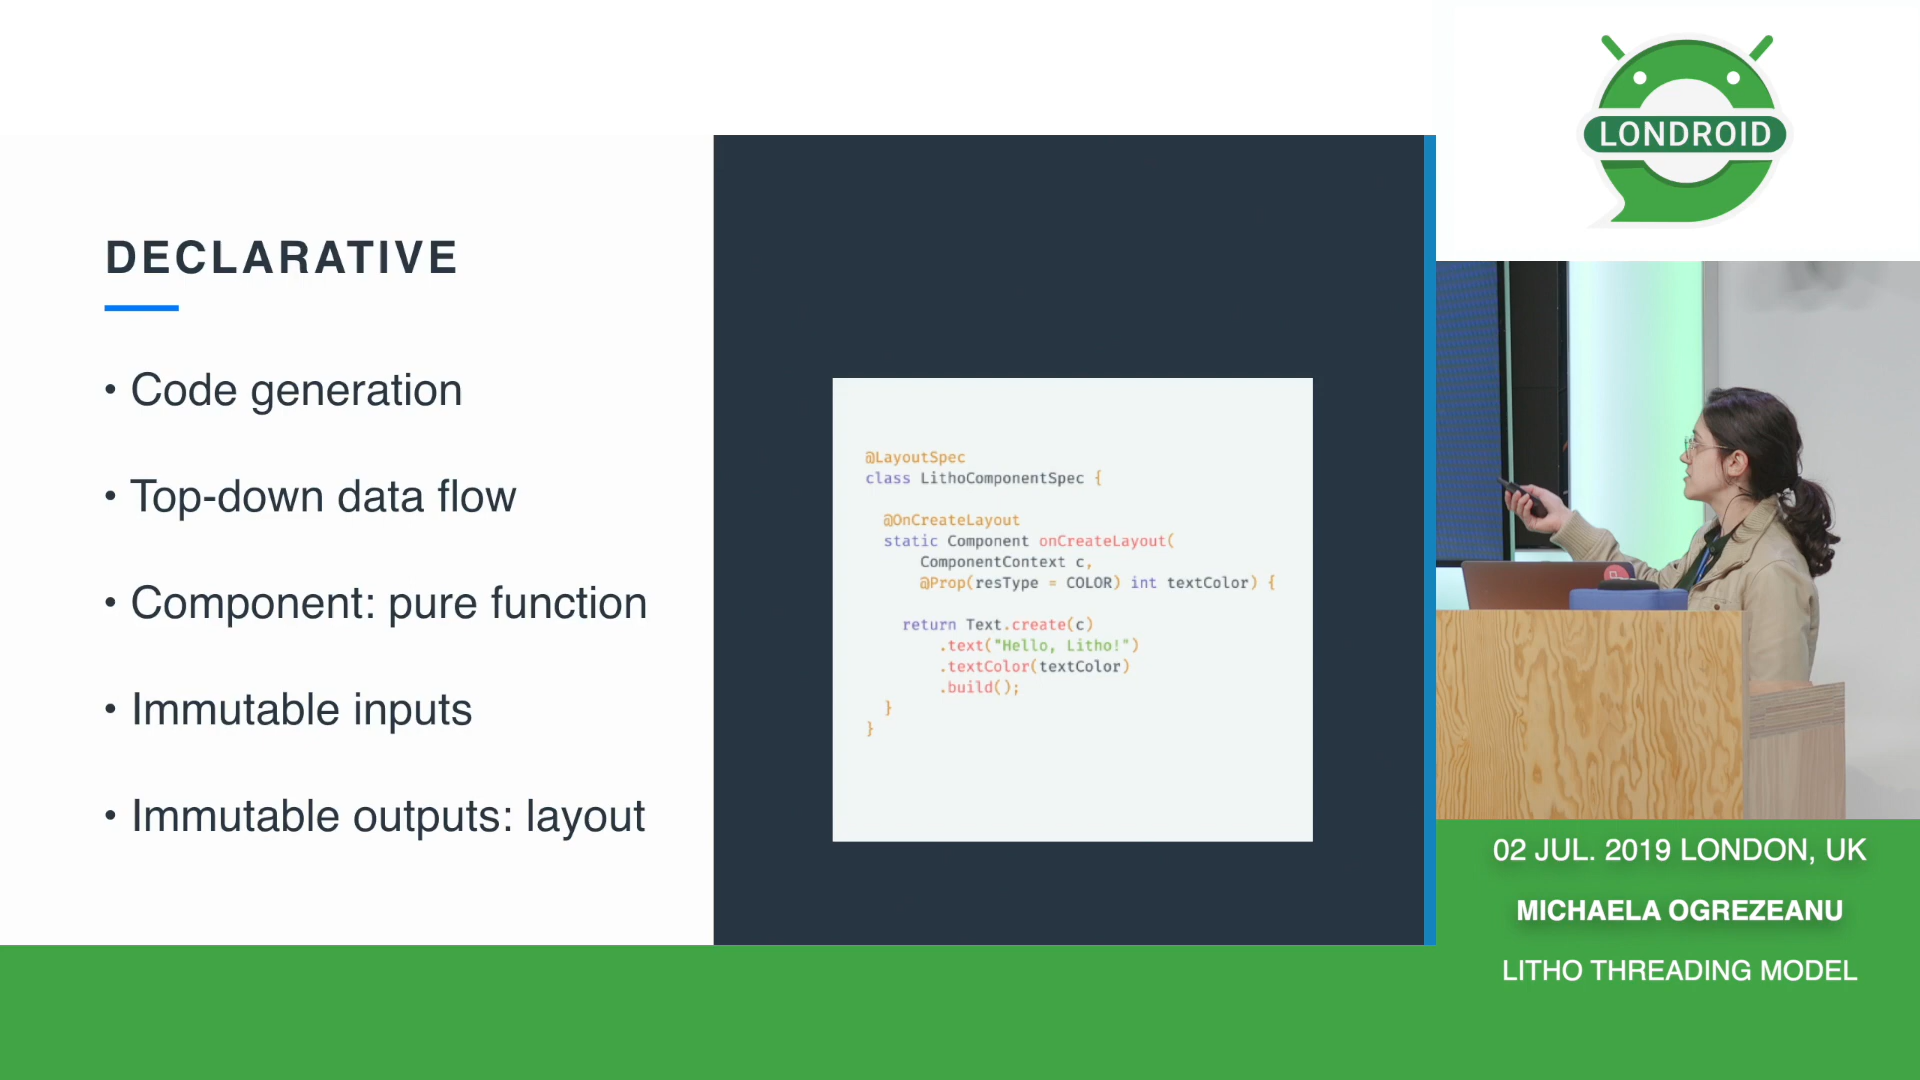 DECLARATIVE
• Code generation
• Top-down data flow
• Component: pure function
• Immutable inputs
• Immutable outputs: layout
@LayoutSpec
class LithoComponentSpec {
@OnCreateLayout
static Component onCreateLayout(
ComponentContext c,
@Prop(resType = COLOR) int textColor) {
return Text.create(c)
.text("Hello, Litho!")
.textColor(textColor)
.build();
}
}
LONDROID
02 JUL. 2019 LONDON, UK
MICHAELA OGREZEANU
LITHO THREADING MODEL